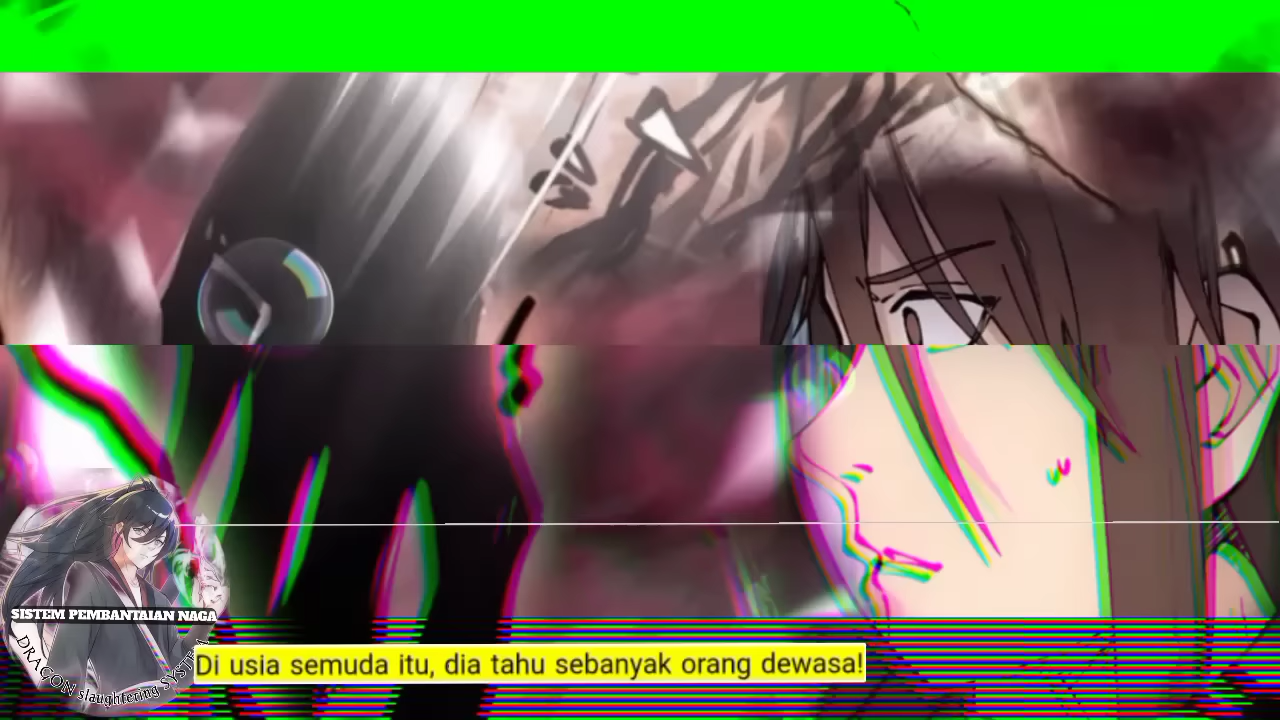 SISTEM PEMBANTAIAN NAGA
DRAGON slaughtering SYSTEM
Di usia semuda itu, dia tahu sebanyak orang dewasa!